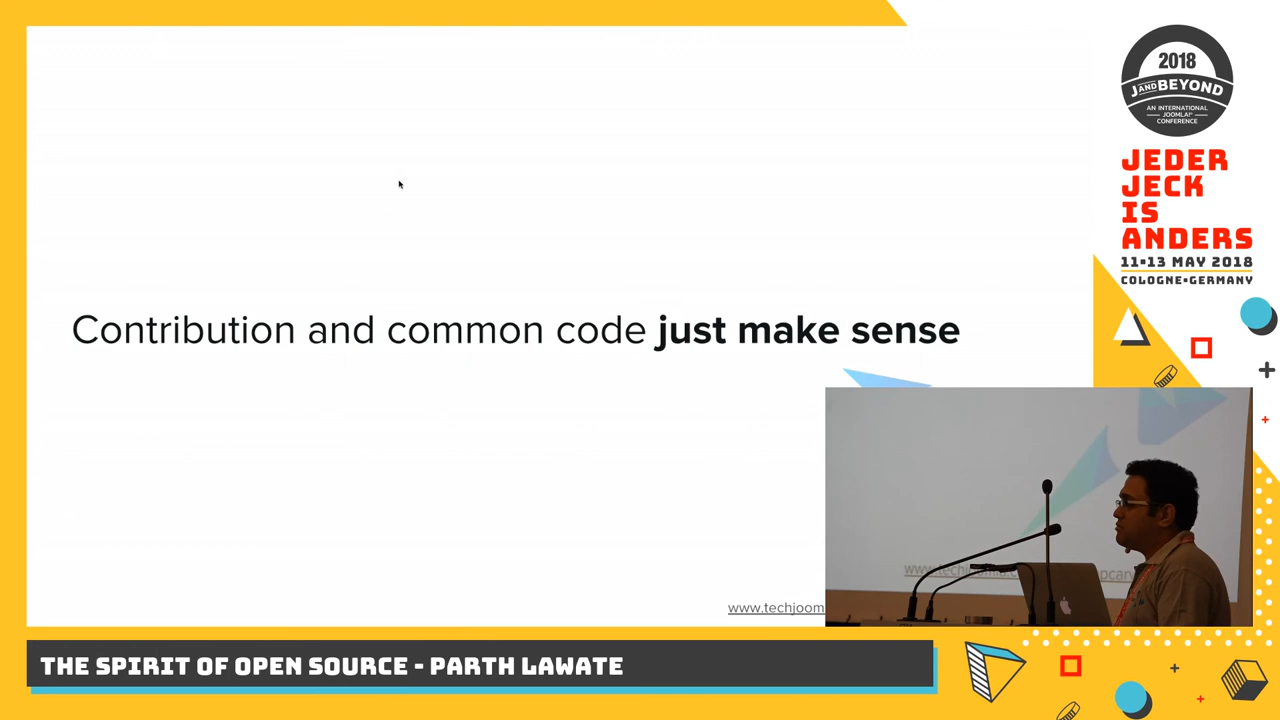 2018
J AND BEYOND
AN INTERNATIONAL
JOOMLA!®
CONFERENCE
JEDER
JECK
IS
ANDERS
11-13 MAY 2018
COLOGNE-GERMANY
Contribution and common code just make sense
www.techjoom
THE SPIRIT OF OPEN SOURCE - PARTH LAWATE